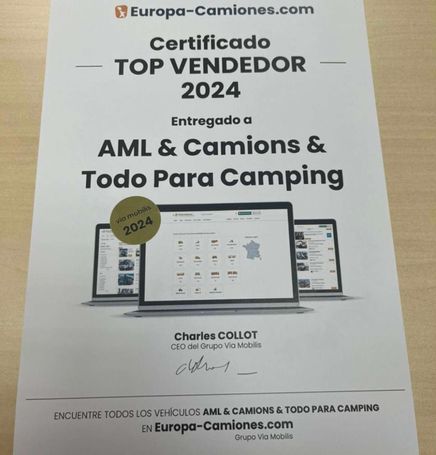 Europa-Camiones.com
Certificado
TOP VENDEDOR
2024
Entregado a
AML & Camions &
Todo Para Camping
via mobilis
2024
Charles COLLOT
CEO del Grupo Via Mobilis
ENCUENTRE TODOS LOS VEHÍCULOS AML & CAMIONS & TODO PARA CAMPING
EN Europa-Camiones.com
Grupo Via Mobilis